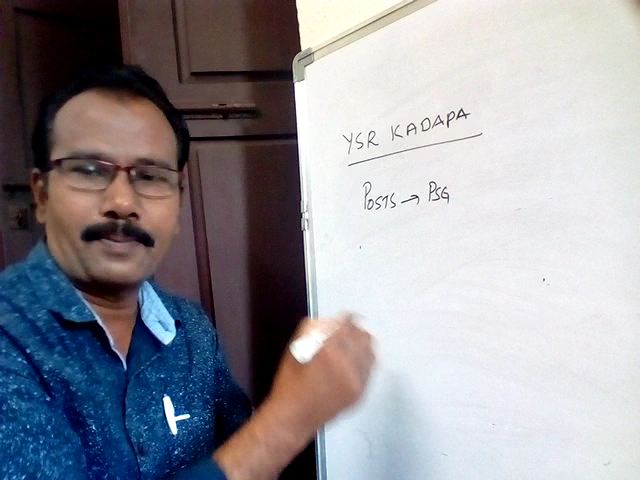 YSR KADAPA
POSTS → PSG